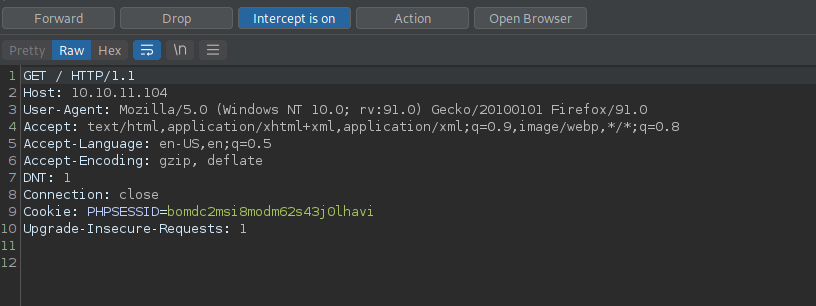 Forward Drop Intercept is on Action Open Browser
Pretty Raw Hex \n
1 GET / HTTP/1.1
2 Host: 10.10.11.104
3 User-Agent: Mozilla/5.0 (Windows NT 10.0; rv:91.0) Gecko/20100101 Firefox/91.0
4 Accept: text/html,application/xhtml+xml,application/xml;q=0.9,image/webp,*/*;q=0.8
5 Accept-Language: en-US,en;q=0.5
6 Accept-Encoding: gzip, deflate
7 DNT: 1
8 Connection: close
9 Cookie: PHPSESSID=bomdc2msi8modm62s43j0lhavi
10 Upgrade-Insecure-Requests: 1
11
12